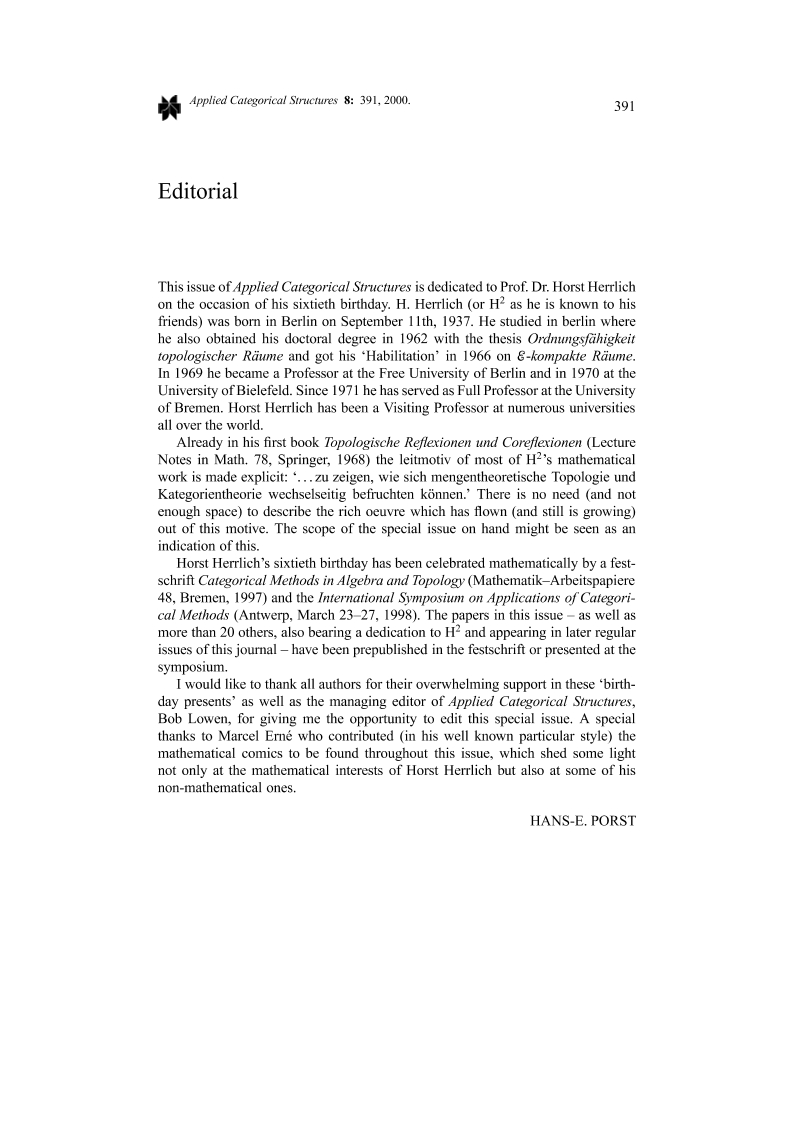 Applied Categorical Structures 8: 391, 2000.
391
Editorial
This issue of Applied Categorical Structures is dedicated to Prof. Dr. Horst Herrlich
on the occasion of his sixtieth birthday. H. Herrlich (or H² as he is known to his
friends) was born in Berlin on September 11th, 1937. He studied in berlin where
he also obtained his doctoral degree in 1962 with the thesis Ordnungsfähigkeit
topologischer Räume and got his ‘Habilitation’ in 1966 on ℰ-kompakte Räume.
In 1969 he became a Professor at the Free University of Berlin and in 1970 at the
University of Bielefeld. Since 1971 he has served as Full Professor at the University
of Bremen. Horst Herrlich has been a Visiting Professor at numerous universities
all over the world.
Already in his first book Topologische Reflexionen und Coreflexionen (Lecture
Notes in Math. 78, Springer, 1968) the leitmotiv of most of H²’s mathematical
work is made explicit: ‘. . . zu zeigen, wie sich mengentheoretische Topologie und
Kategorientheorie wechselseitig befruchten können.’ There is no need (and not
enough space) to describe the rich oeuvre which has flown (and still is growing)
out of this motive. The scope of the special issue on hand might be seen as an
indication of this.
Horst Herrlich’s sixtieth birthday has been celebrated mathematically by a fest-
schrift Categorical Methods in Algebra and Topology (Mathematik–Arbeitspapiere
48, Bremen, 1997) and the International Symposium on Applications of Categori-
cal Methods (Antwerp, March 23–27, 1998). The papers in this issue – as well as
more than 20 others, also bearing a dedication to H² and appearing in later regular
issues of this journal – have been prepublished in the festschrift or presented at the
symposium.
I would like to thank all authors for their overwhelming support in these ‘birth-
day presents’ as well as the managing editor of Applied Categorical Structures,
Bob Lowen, for giving me the opportunity to edit this special issue. A special
thanks to Marcel Erné who contributed (in his well known particular style) the
mathematical comics to be found throughout this issue, which shed some light
not only at the mathematical interests of Horst Herrlich but also at some of his
non-mathematical ones.
HANS-E. PORST